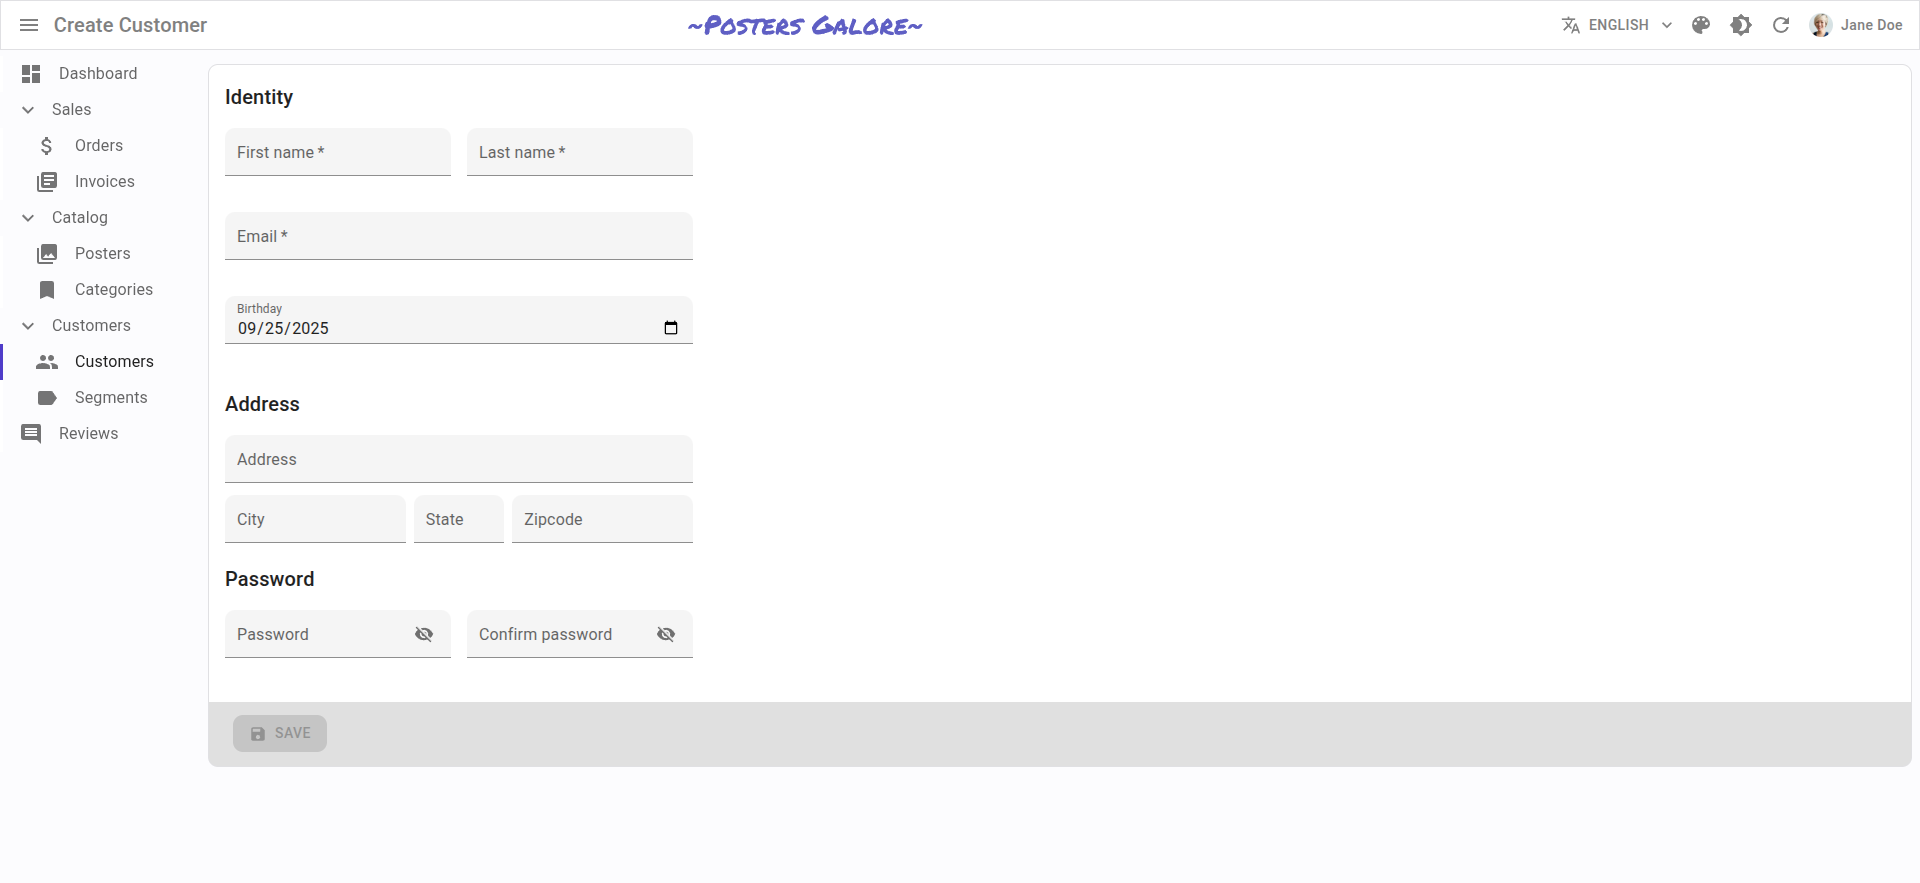 Create Customer
~Posters Galore~
ENGLISH
Jane Doe
Dashboard
Sales
Orders
Invoices
Catalog
Posters
Categories
Customers
Customers
Segments
Reviews
Identity
First name *
Last name *
Email *
Birthday
09/25/2025
Address
Address
City
State
Zipcode
Password
Password
Confirm password
SAVE